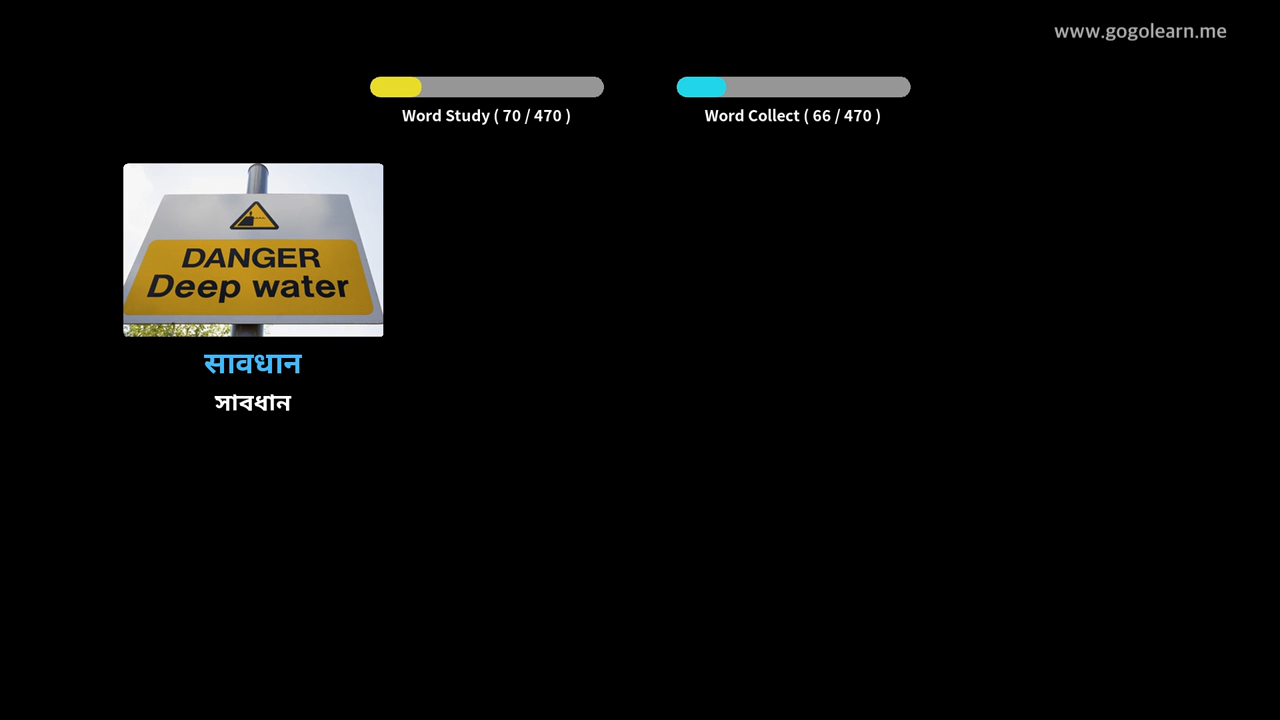 www.gogolearn.me
Word Study ( 70 / 470 )
Word Collect ( 66 / 470 )
DANGER
Deep water
सावधान
সাবধান